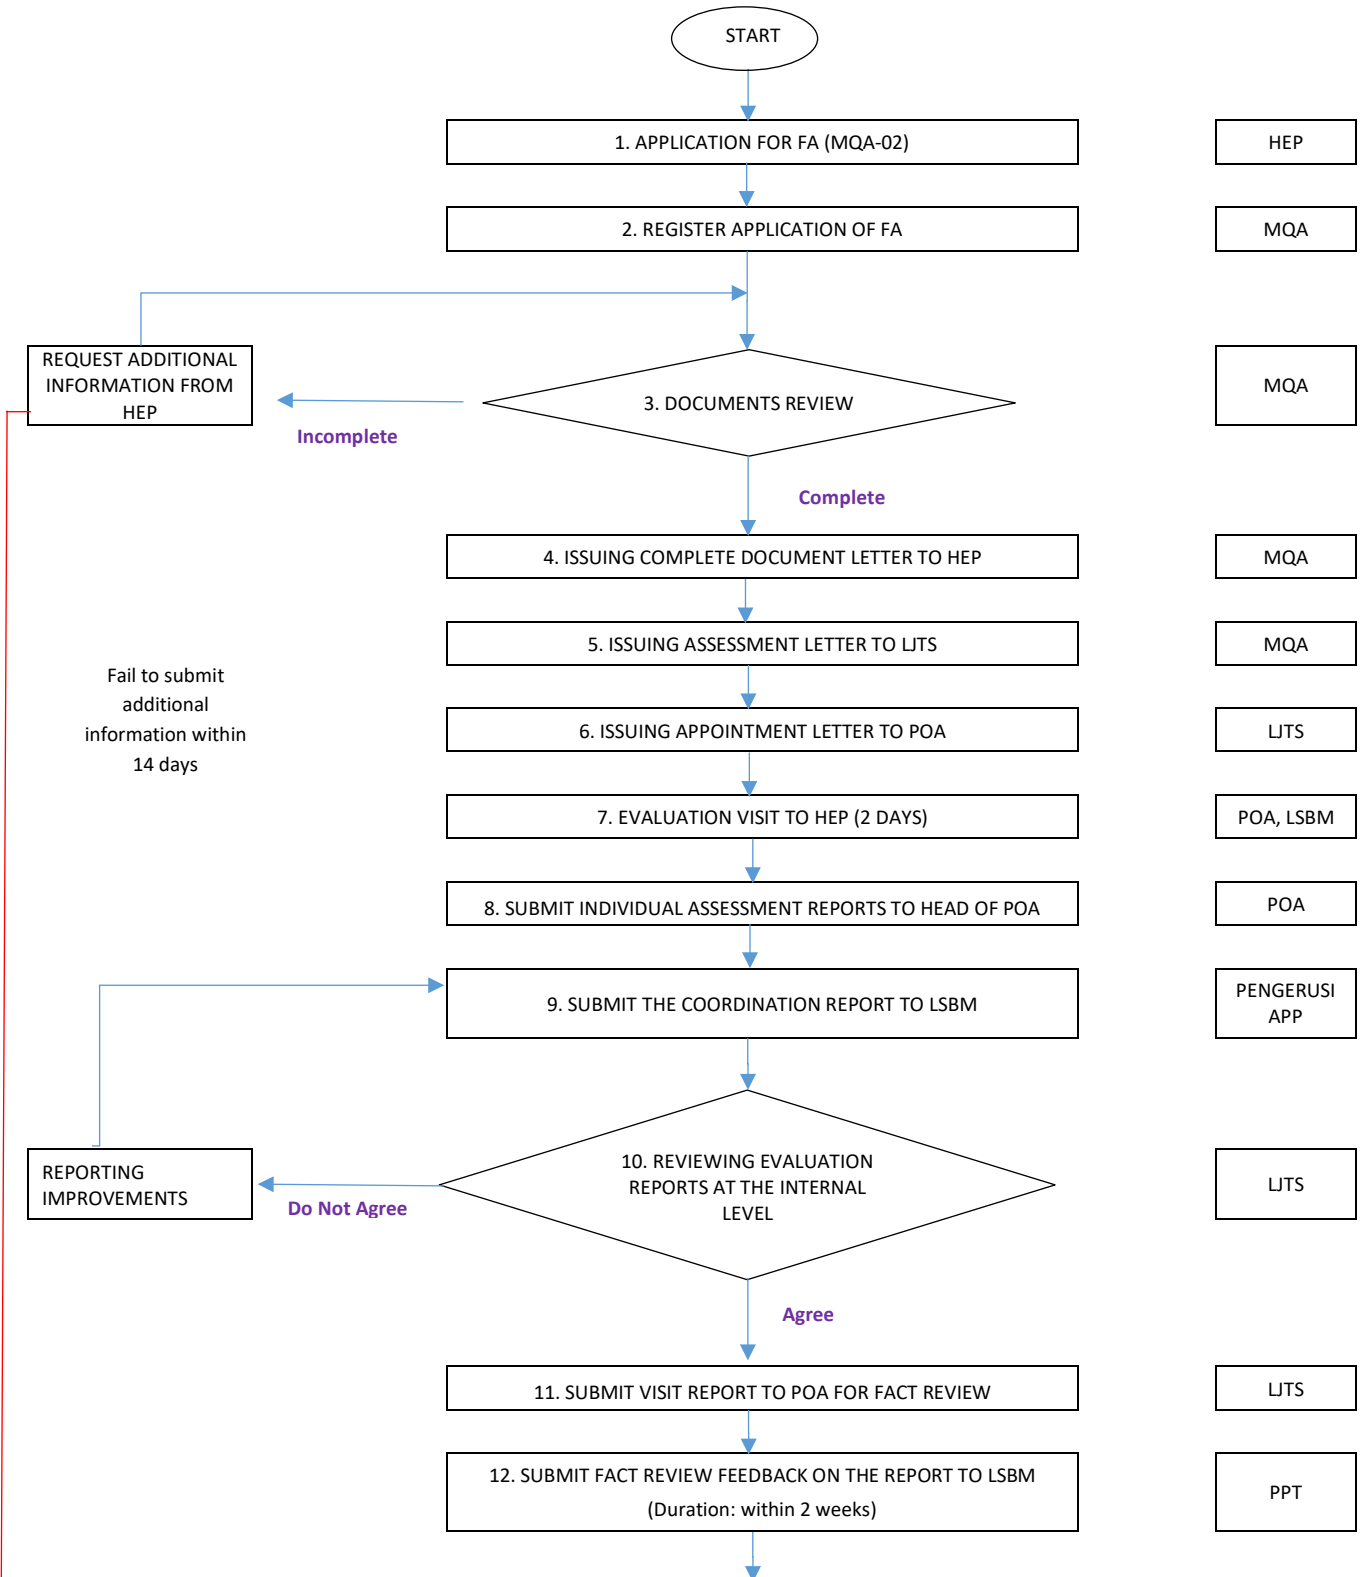 START
1. APPLICATION FOR FA (MQA-02)
HEP
2. REGISTER APPLICATION OF FA
MQA
REQUEST ADDITIONAL
INFORMATION FROM
HEP
Incomplete
3. DOCUMENTS REVIEW
MQA
Complete
4. ISSUING COMPLETE DOCUMENT LETTER TO HEP
MQA
5. ISSUING ASSESSMENT LETTER TO LJTS
MQA
Fail to submit
additional
information within
14 days
6. ISSUING APPOINTMENT LETTER TO POA
LJTS
7. EVALUATION VISIT TO HEP (2 DAYS)
POA, LSBM
8. SUBMIT INDIVIDUAL ASSESSMENT REPORTS TO HEAD OF POA
POA
9. SUBMIT THE COORDINATION REPORT TO LSBM
PENGERUSI
APP
REPORTING
IMPROVEMENTS
Do Not Agree
10. REVIEWING EVALUATION
REPORTS AT THE INTERNAL
LEVEL
LJTS
Agree
11. SUBMIT VISIT REPORT TO POA FOR FACT REVIEW
LJTS
12. SUBMIT FACT REVIEW FEEDBACK ON THE REPORT TO LSBM
(Duration: within 2 weeks)
PPT